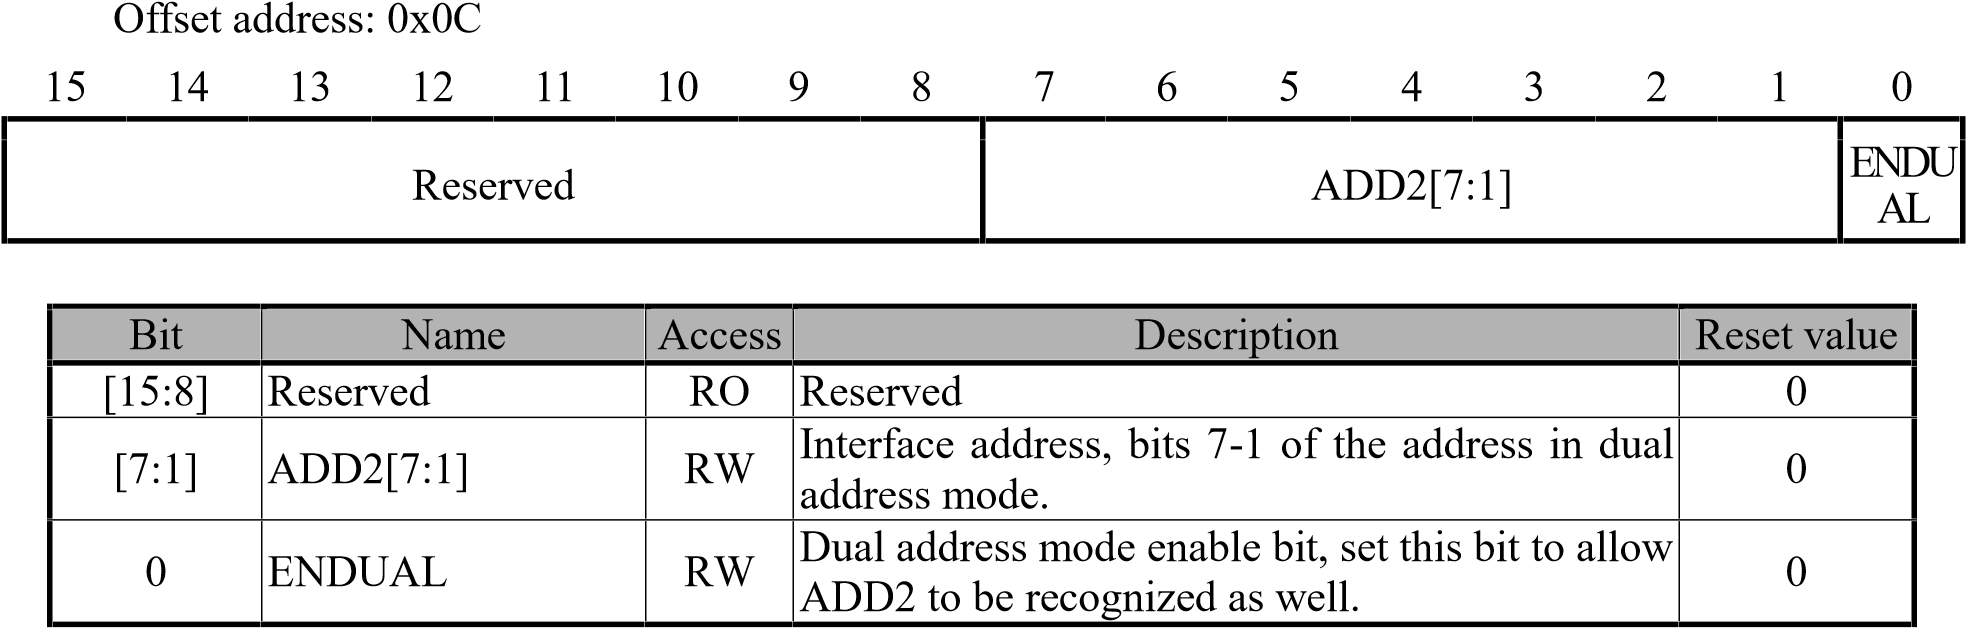 Offset address: 0x0C
15 14 13 12 11 10 9 8 7 6 5 4 3 2 1 0
Reserved ADD2[7:1] ENDU
AL
Bit Name Access Description Reset value
[15:8] Reserved RO Reserved 0
[7:1] ADD2[7:1] RW Interface address, bits 7-1 of the address in dual
address mode. 0
0 ENDUAL RW Dual address mode enable bit, set this bit to allow
ADD2 to be recognized as well. 0